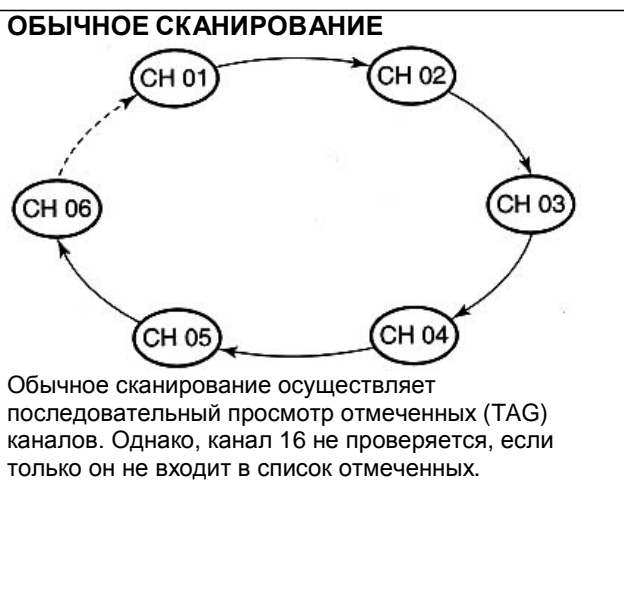 ОБЫЧНОЕ СКАНИРОВАНИЕ
CH 01
CH 02
CH 06
CH 03
CH 05
CH 04
Обычное сканирование осуществляет
последовательный просмотр отмеченных (TAG)
каналов. Однако, канал 16 не проверяется, если
только он не входит в список отмеченных.